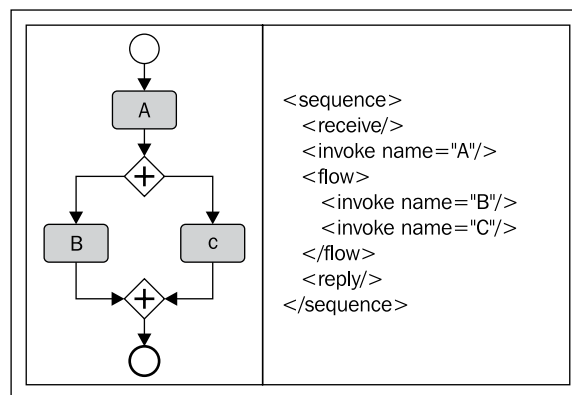 A
B
c
<sequence>
<receive/>
<invoke name="A"/>
<flow>
<invoke name="B"/>
<invoke name="C"/>
</flow>
<reply/>
</sequence>